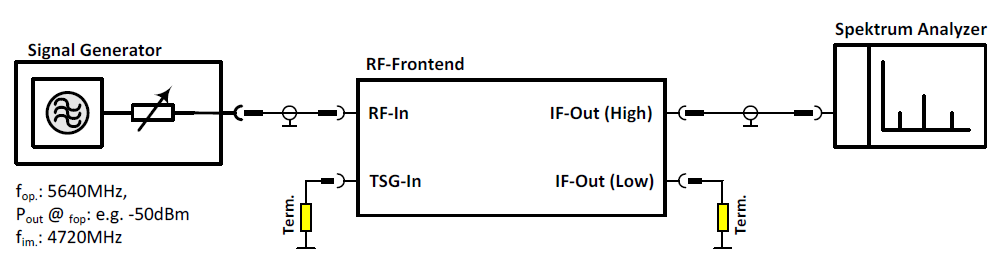 Signal Generator
RF-Frontend
Spektrum Analyzer
RF-In
IF-Out (High)
TSG-In
IF-Out (Low)
Term.
Term.
fop.: 5640MHz,
Pout @ fop: e.g. -50dBm
fim.: 4720MHz